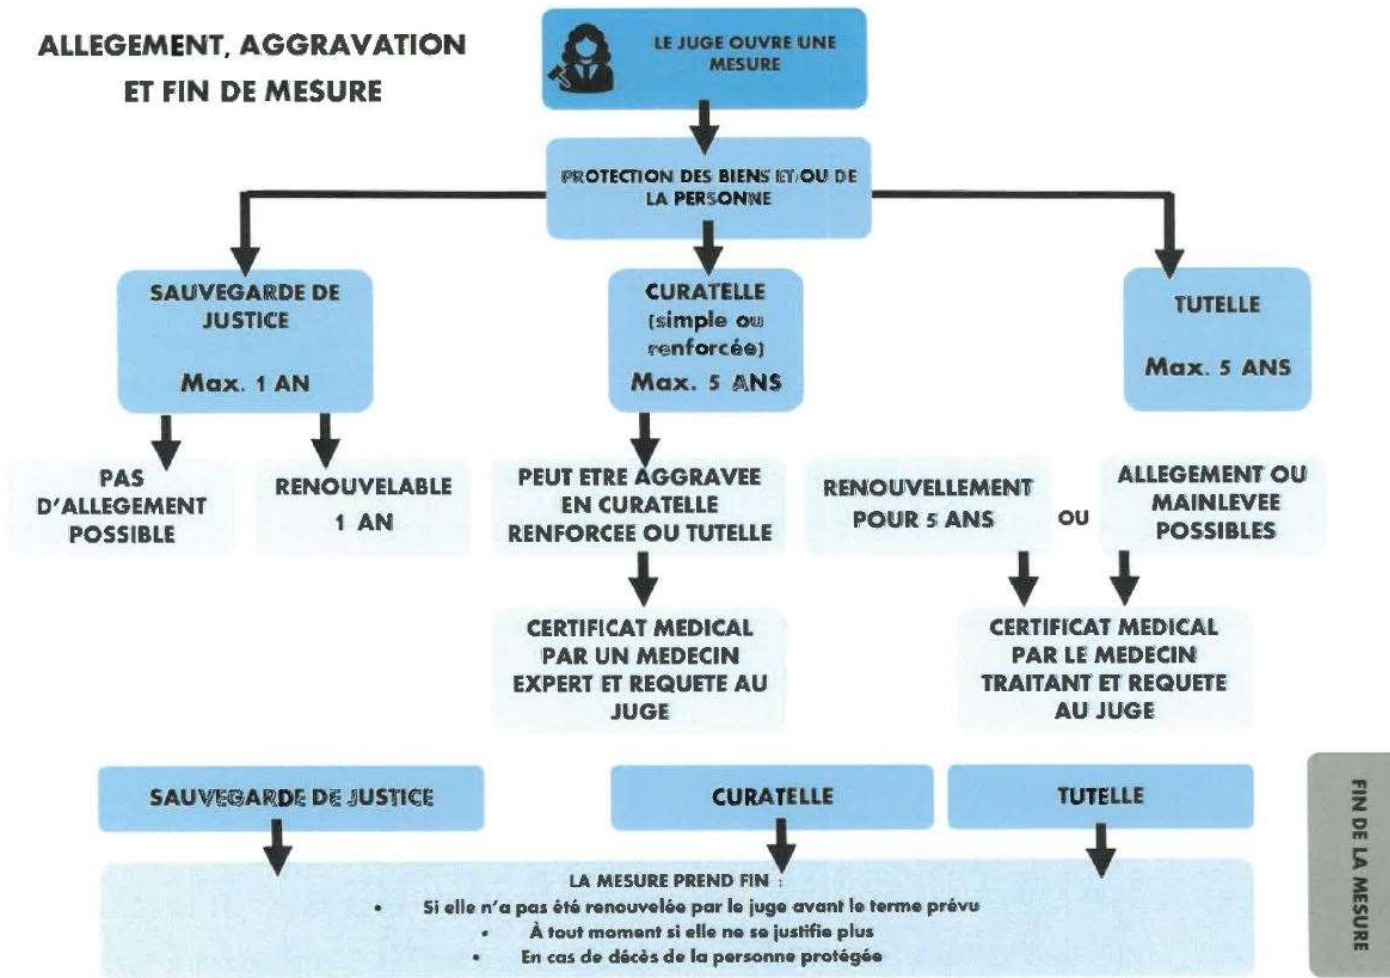 ALLEGEMENT, AGGRAVATION
ET FIN DE MESURE
LE JUGE OUVRE UNE
MESURE
PROTECTION DES BIENS ET/OU DE
LA PERSONNE
SAUVEGARDE DE
JUSTICE
Max. 1 AN
CURATELLE
(simple ou
renforcée)
Max. 5 ANS
TUTELLE
Max. 5 ANS
PAS
D'ALLEGEMENT
POSSIBLE
RENOUVELABLE
1 AN
PEUT ETRE AGGRAVEE
EN CURATELLE
RENFORCEE OU TUTELLE
RENOUVELLEMENT
POUR 5 ANS
OU
ALLEGEMENT OU
MAINLEVEE
POSSIBLES
CERTIFICAT MEDICAL
PAR UN MEDECIN
EXPERT ET REQUETE AU
JUGE
CERTIFICAT MEDICAL
PAR LE MEDECIN
TRAITANT ET REQUETE
AU JUGE
SAUVEGARDE DE JUSTICE
CURATELLE
TUTELLE
LA MESURE PREND FIN :
• Si elle n'a pas été renouvelée par le juge avant le terme prévu
• À tout moment si elle ne se justifie plus
• En cas de décès de la personne protégée
FIN DE LA MESURE